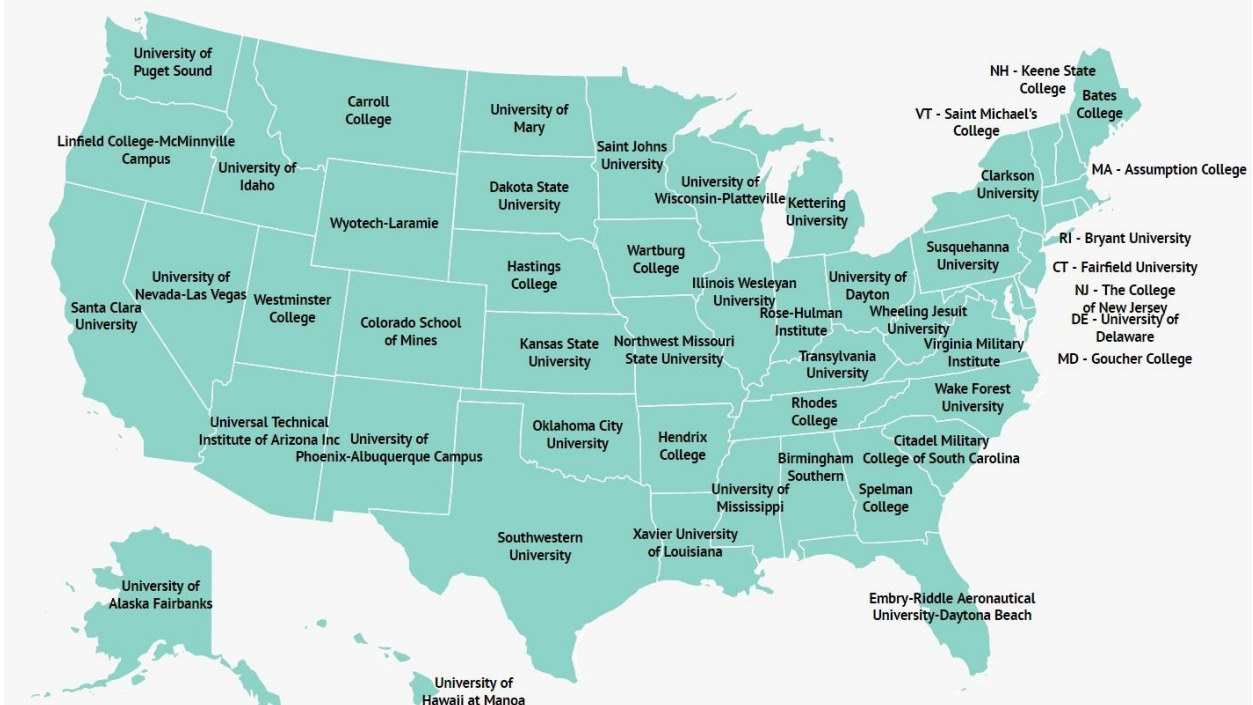 University of
Puget Sound
Linfield College-McMinnville
Campus
University of
Idaho
Carroll
College
University of
Mary
Saint Johns
University
Dakota State
University
University of
Wisconsin-Platteville
Kettering
University
NH - Keene State
College
Bates
College
VT - Saint Michael's
College
Clarkson
University
MA - Assumption College
Wyotech-Laramie
Hastings
College
Wartburg
College
Susquehanna
University
RI - Bryant University
CT - Fairfield University
NJ - The College
of New Jersey
DE - University of
Delaware
MD - Goucher College
Santa Clara
University
University of
Nevada-Las Vegas
Westminster
College
Colorado School
of Mines
Kansas State
University
Northwest Missouri
State University
Illinois Wesleyan
University
Rose-Hulman
Institute
University of
Dayton
Wheeling Jesuit
University
Virginia Military
Institute
Transylvania
University
Wake Forest
University
Rhodes
College
Universal Technical
Institute of Arizona Inc
University of
Phoenix-Albuquerque Campus
Oklahoma City
University
Hendrix
College
Birmingham
Southern
Citadel Military
College of South Carolina
Spelman
College
University of
Mississippi
Southwestern
University
Xavier University
of Louisiana
Embry-Riddle Aeronautical
University-Daytona Beach
University of
Alaska Fairbanks
University of
Hawaii at Manoa